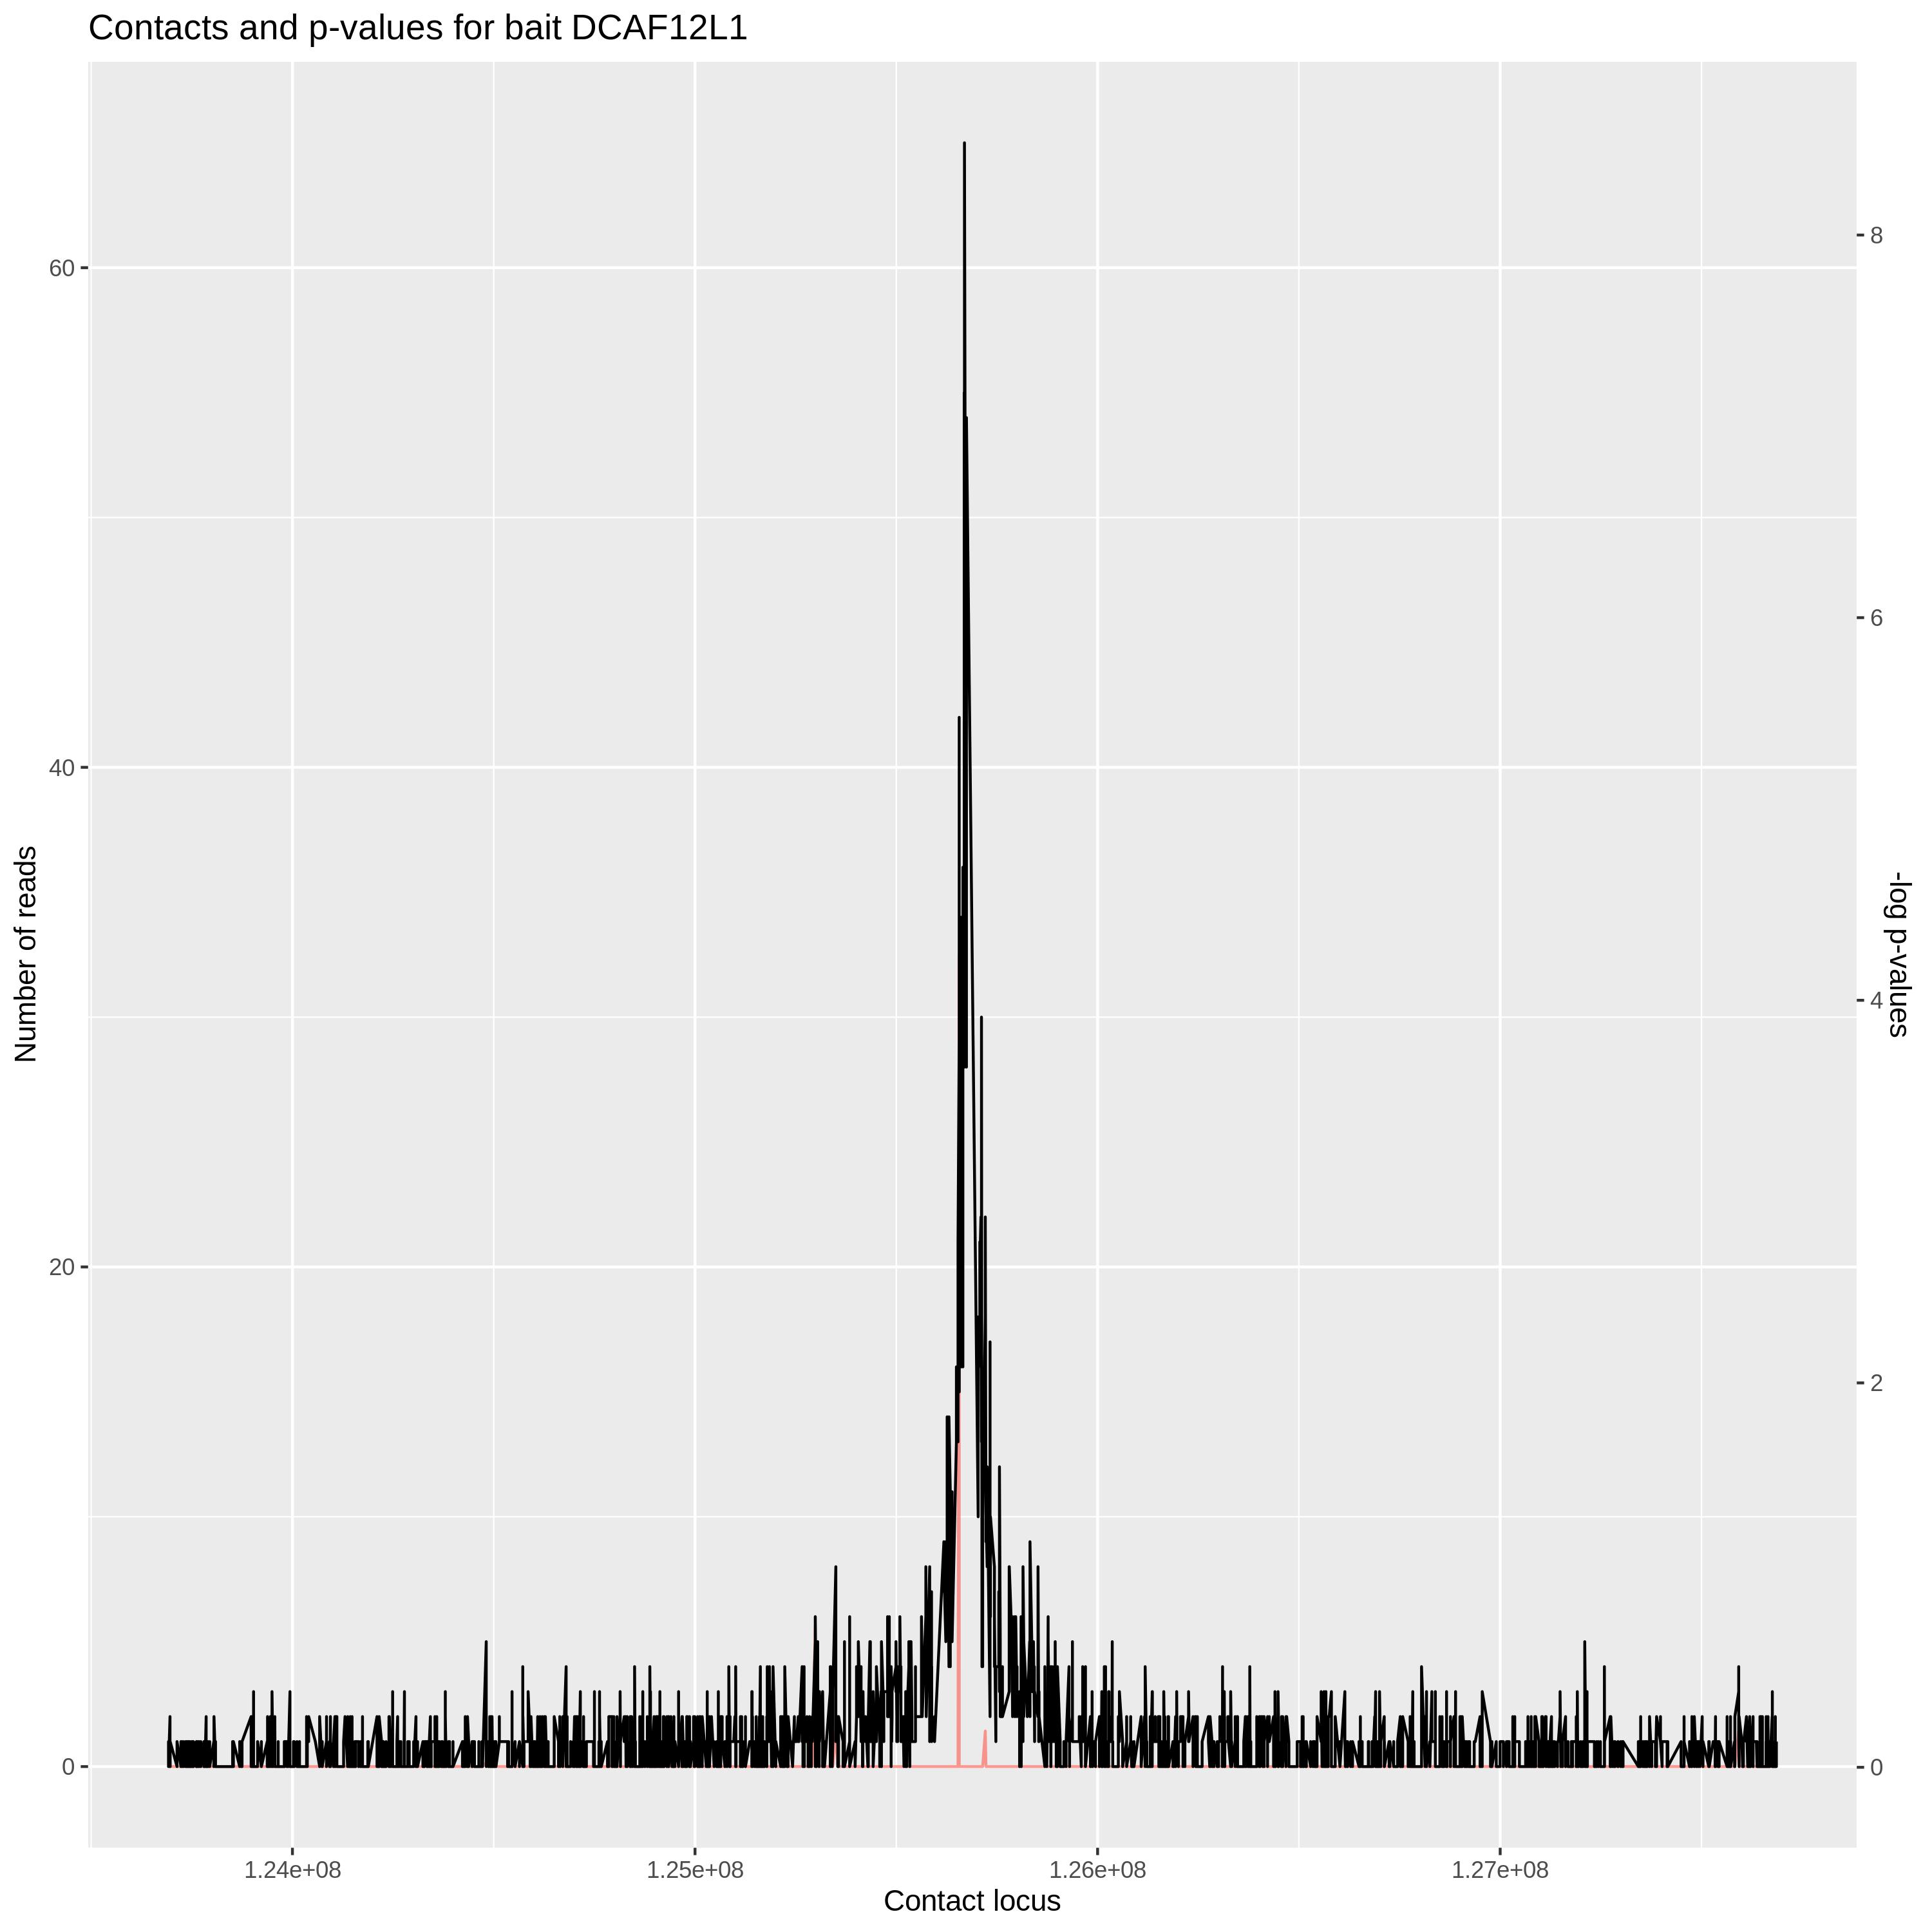 Contacts and p-values for bait DCAF12L1
60
40
20
0
Number of reads
8
6
4
2
0
-log p-values
1.24e+08
1.25e+08
1.26e+08
1.27e+08
Contact locus